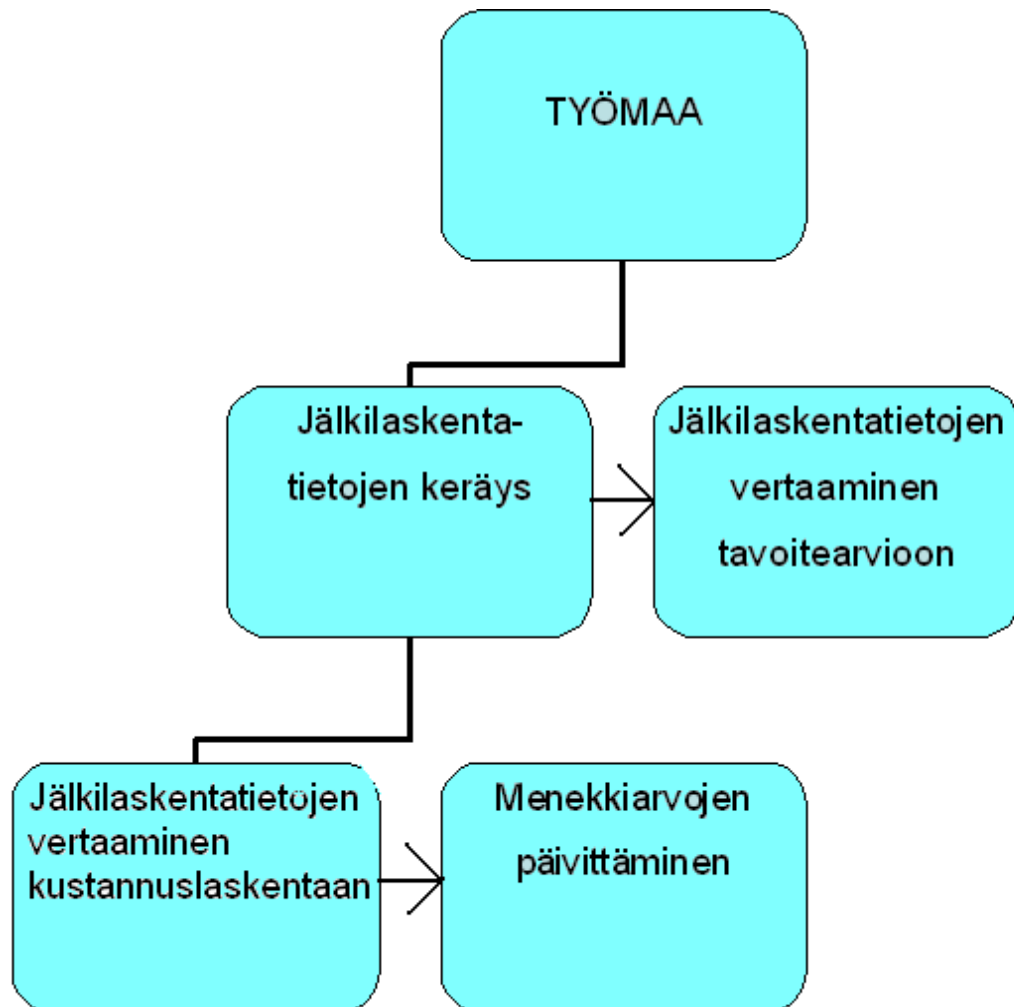 TYÖMAA
Jälkilaskenta-
tietojen keräys
Jälkilaskentatietojen
vertaaminen
tavoitearvioon
Jälkilaskentatietojen
vertaaminen
kustannuslaskentaan
Menekkiarvojen
päivittäminen